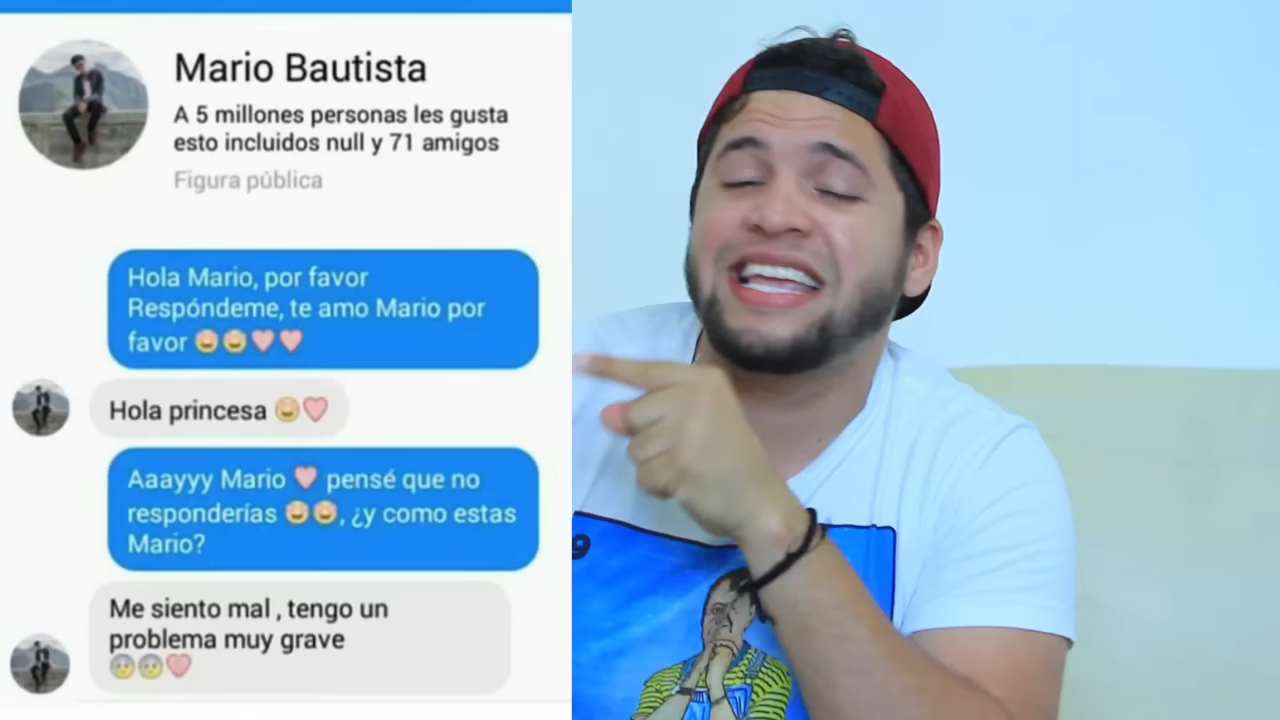 Mario Bautista
A 5 millones personas les gusta
esto incluidos null y 71 amigos
Figura pública
Hola Mario, por favor
Respóndeme, te amo Mario por
favor 😩😩♥♥
Hola princesa 😩♥
Aaayyy Mario ♥ pensé que no
responderías 😩😩, ¿y como estas
Mario?
Me siento mal , tengo un
problema muy grave
😰😰♥
9